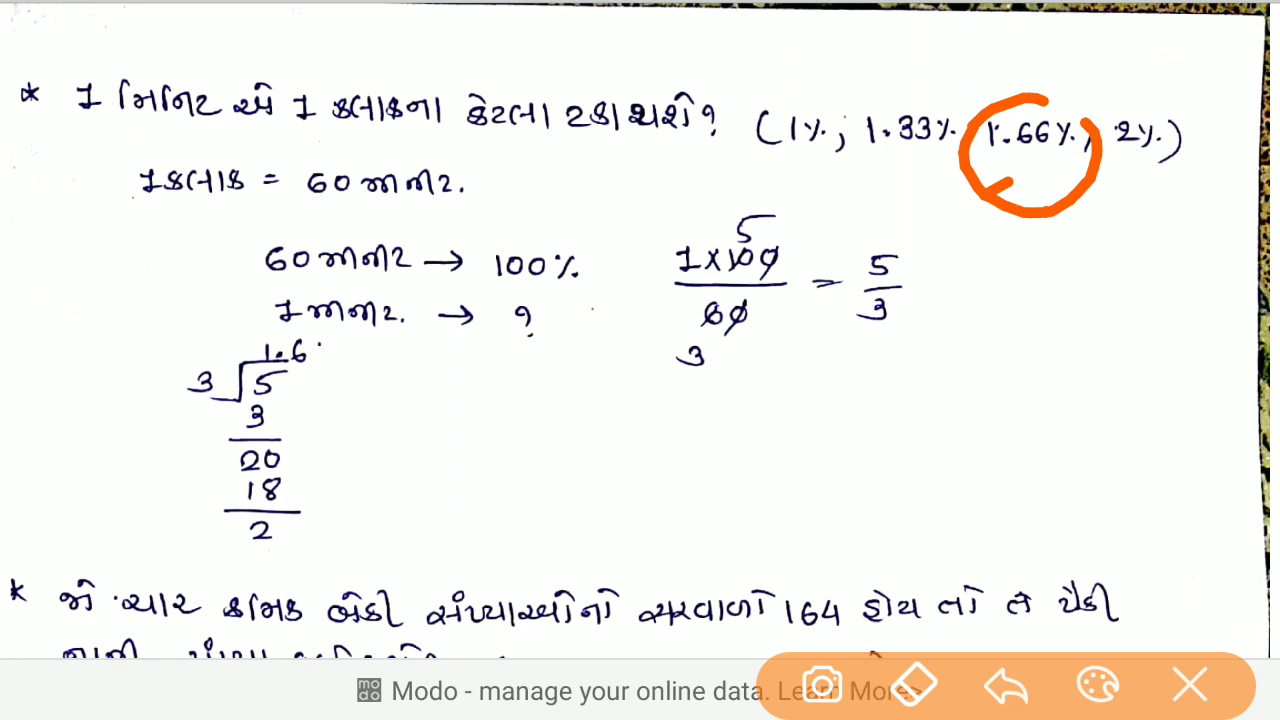 * 1 મિનિટ એ 1 કલાકના કેટલા ટકા થાશે? (1%, 1.33%, 1.66%, 2%.)
1 કલાક = 60 મીનીટ.
60 મીનીટ → 100%
1 મીનીટ. → ?
1 x 100 5
60 3
= 5
3
1.6
3 5
3
20
18
2
* જો ચાર ક્રમિક બેકી સંખ્યાઓનો સરવાળો 164 હોય તો તે પૈકી
Modo - manage your online data. Learn More>